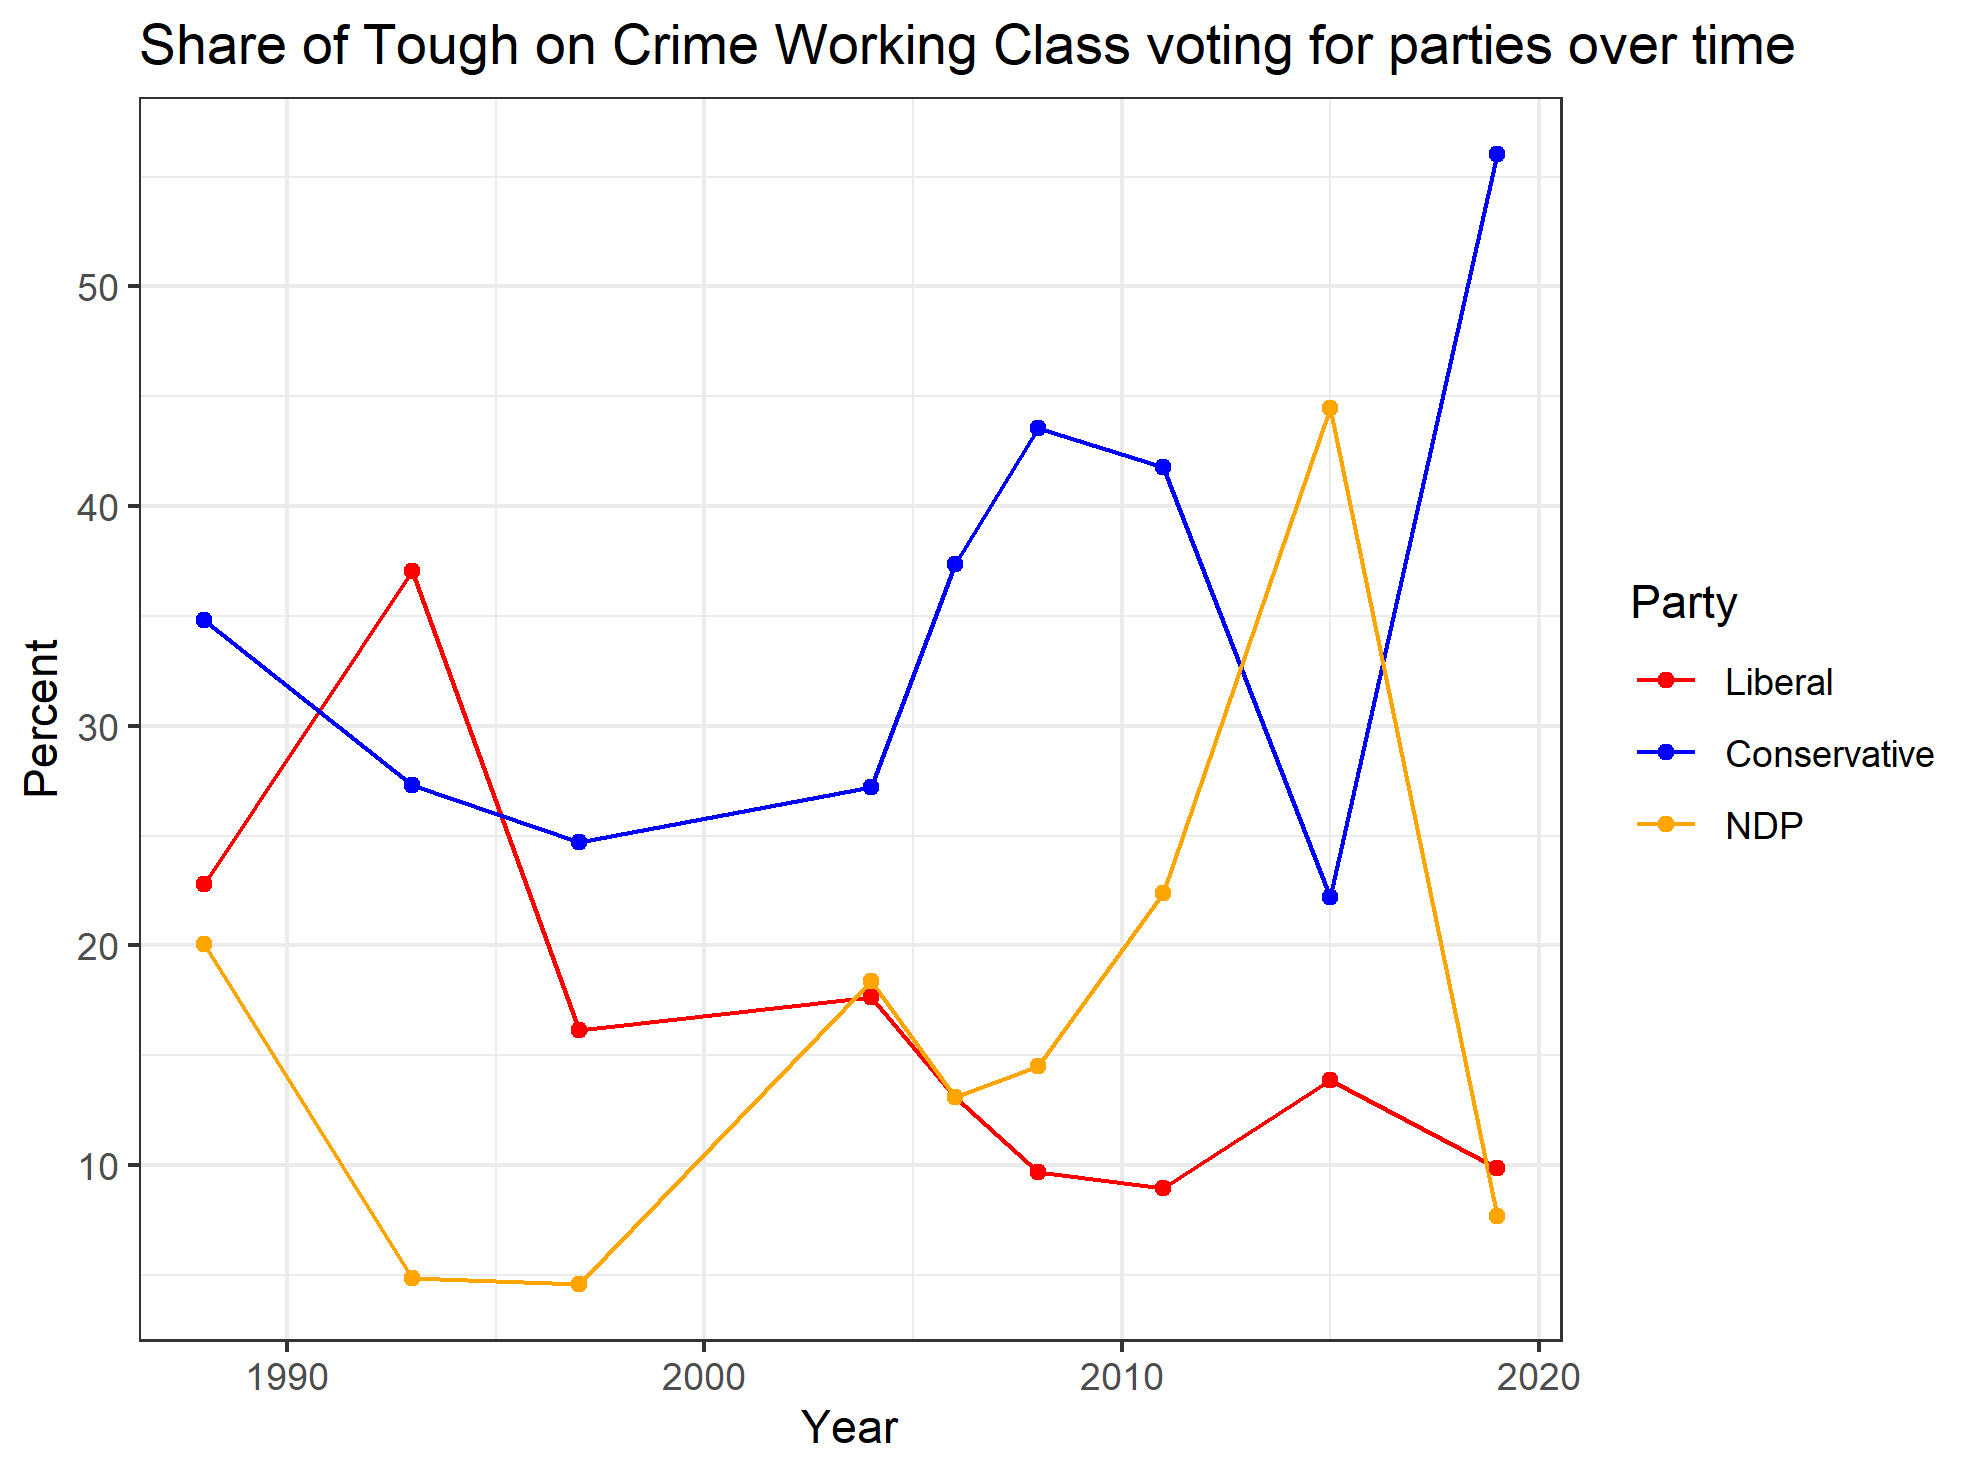 Share of Tough on Crime Working Class voting for parties over time
Percent
50
40
30
20
10
1990
2000
2010
2020
Year
Party
Liberal
Conservative
NDP